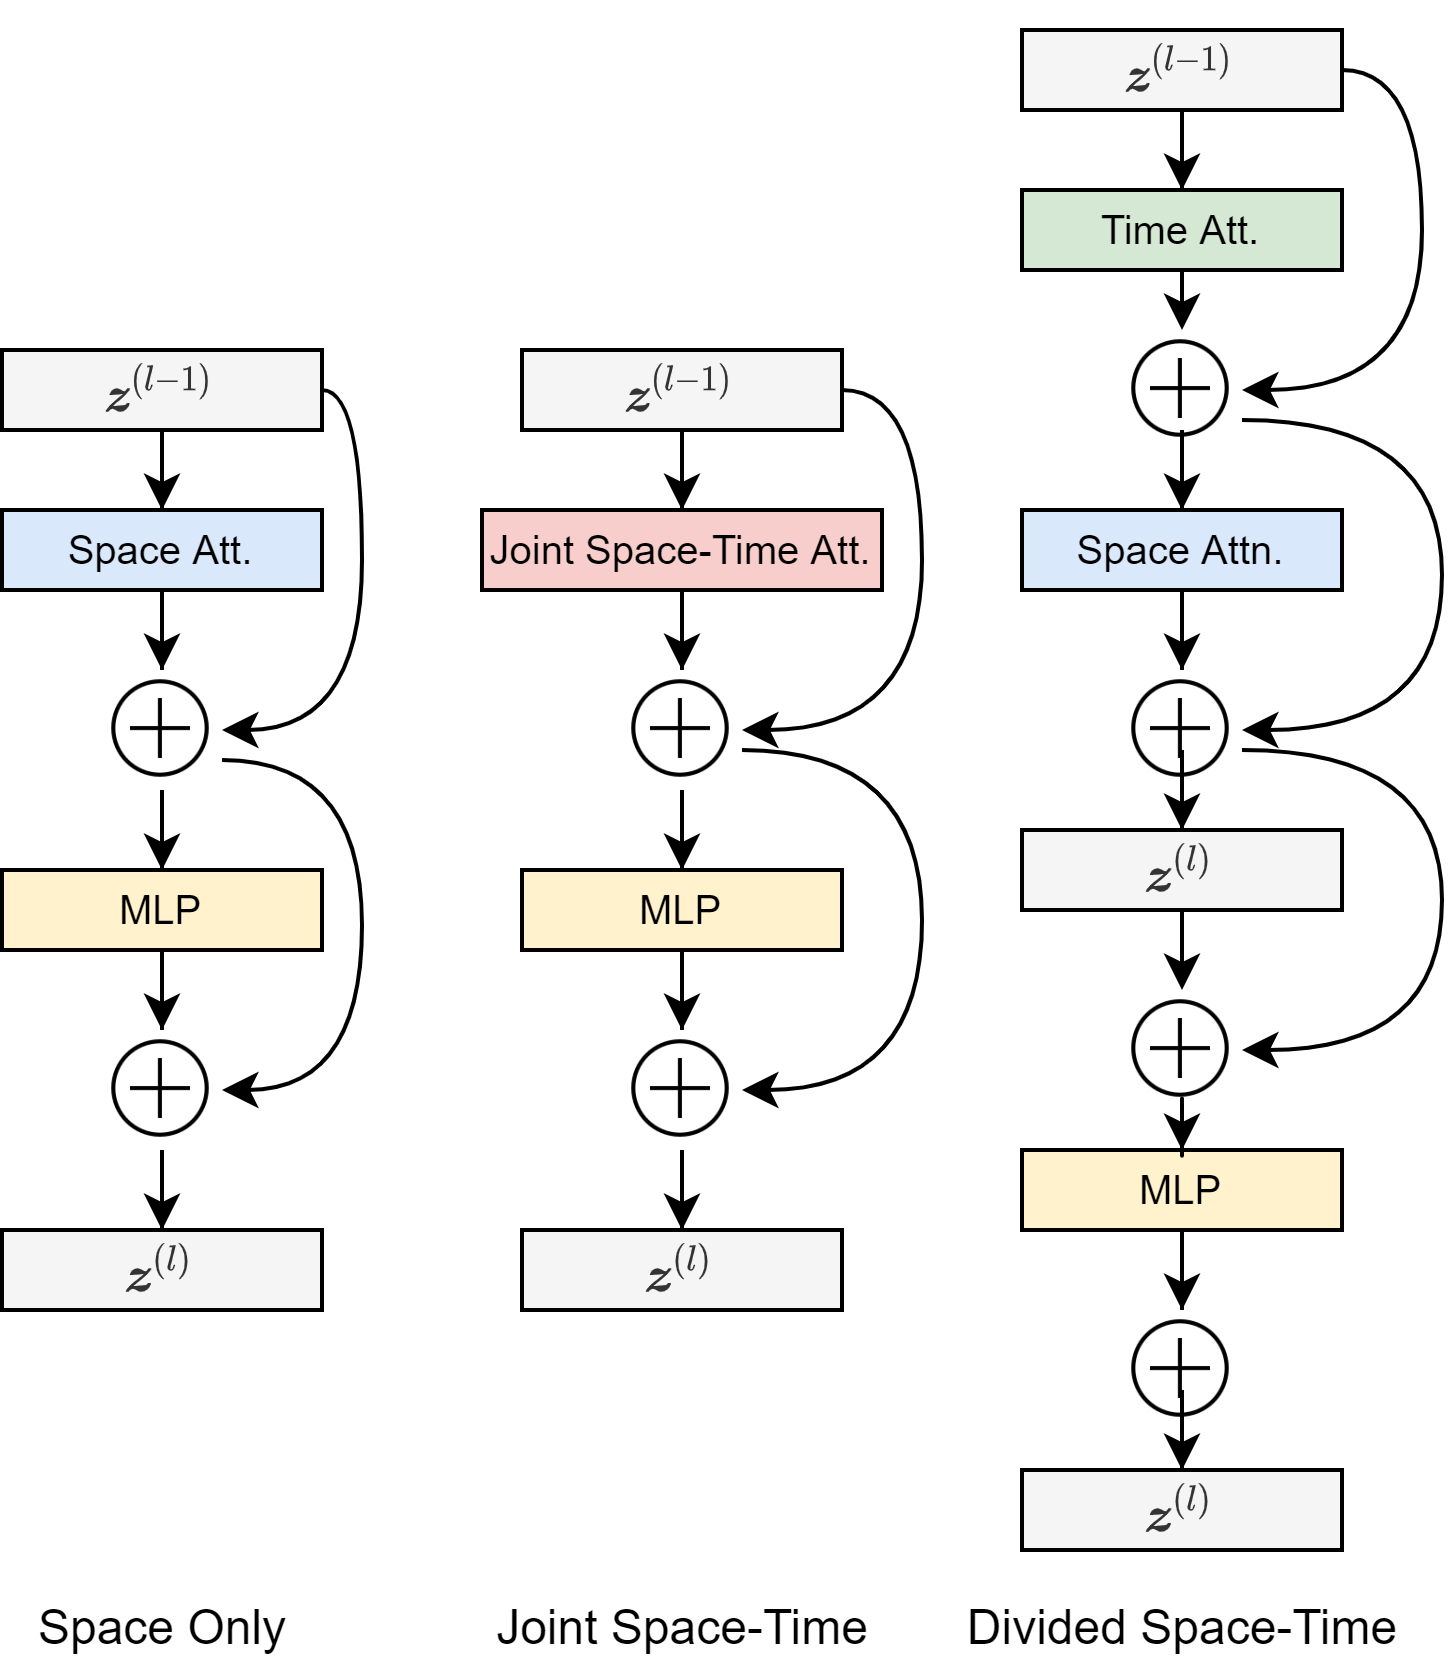 z^(l−1)
Space Att.
MLP
z^(l)
Space Only
z^(l−1)
Joint Space-Time Att.
MLP
z^(l)
Joint Space-Time
z^(l−1)
Time Att.
Space Attn.
z^(l)
MLP
z^(l)
Divided Space-Time